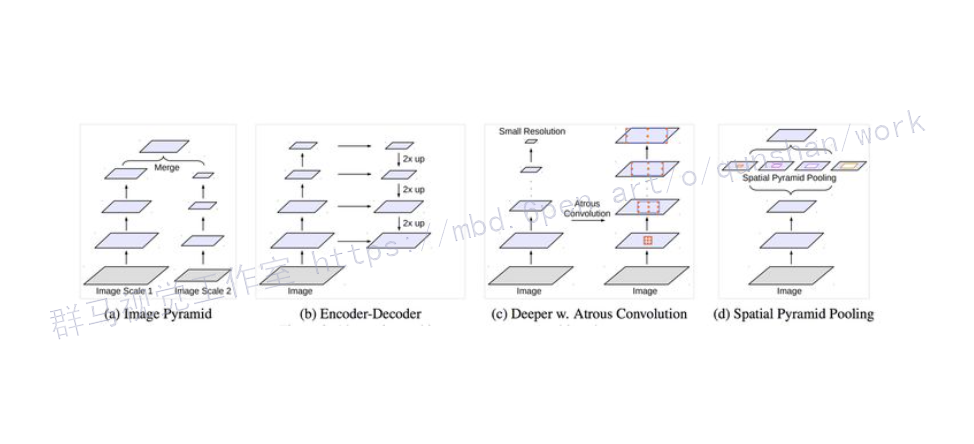 Merge
Image Scale 1
Image Scale 2
(a) Image Pyramid
2x up
2x up
2x up
Image
(b) Encoder-Decoder
Small Resolution
Atrous
Convolution
Image
Image
(c) Deeper w. Atrous Convolution
Spatial Pyramid Pooling
Image
(d) Spatial Pyramid Pooling
群马视觉工作室 https://mbd.6pen.art/o/qunshan/work